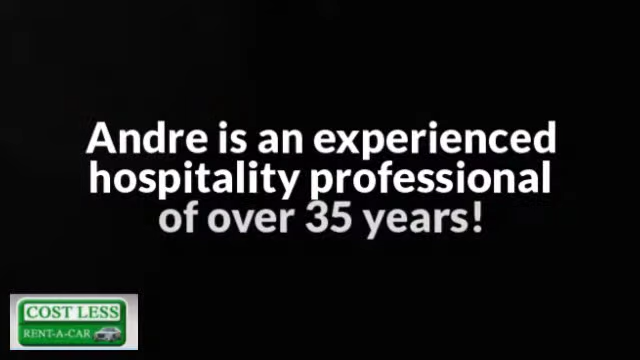 Andre is an experienced
hospitality professional
of over 35 years!
COST LESS
RENT-A-CAR